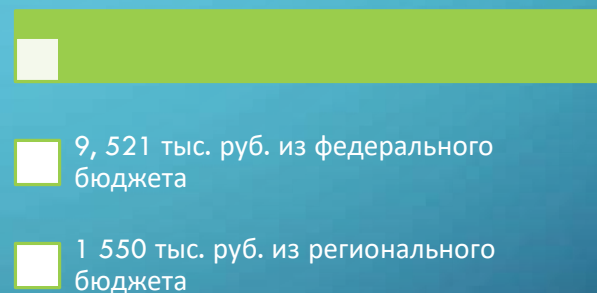 9, 521 тыс. руб. из федерального
бюджета
1 550 тыс. руб. из регионального
бюджета